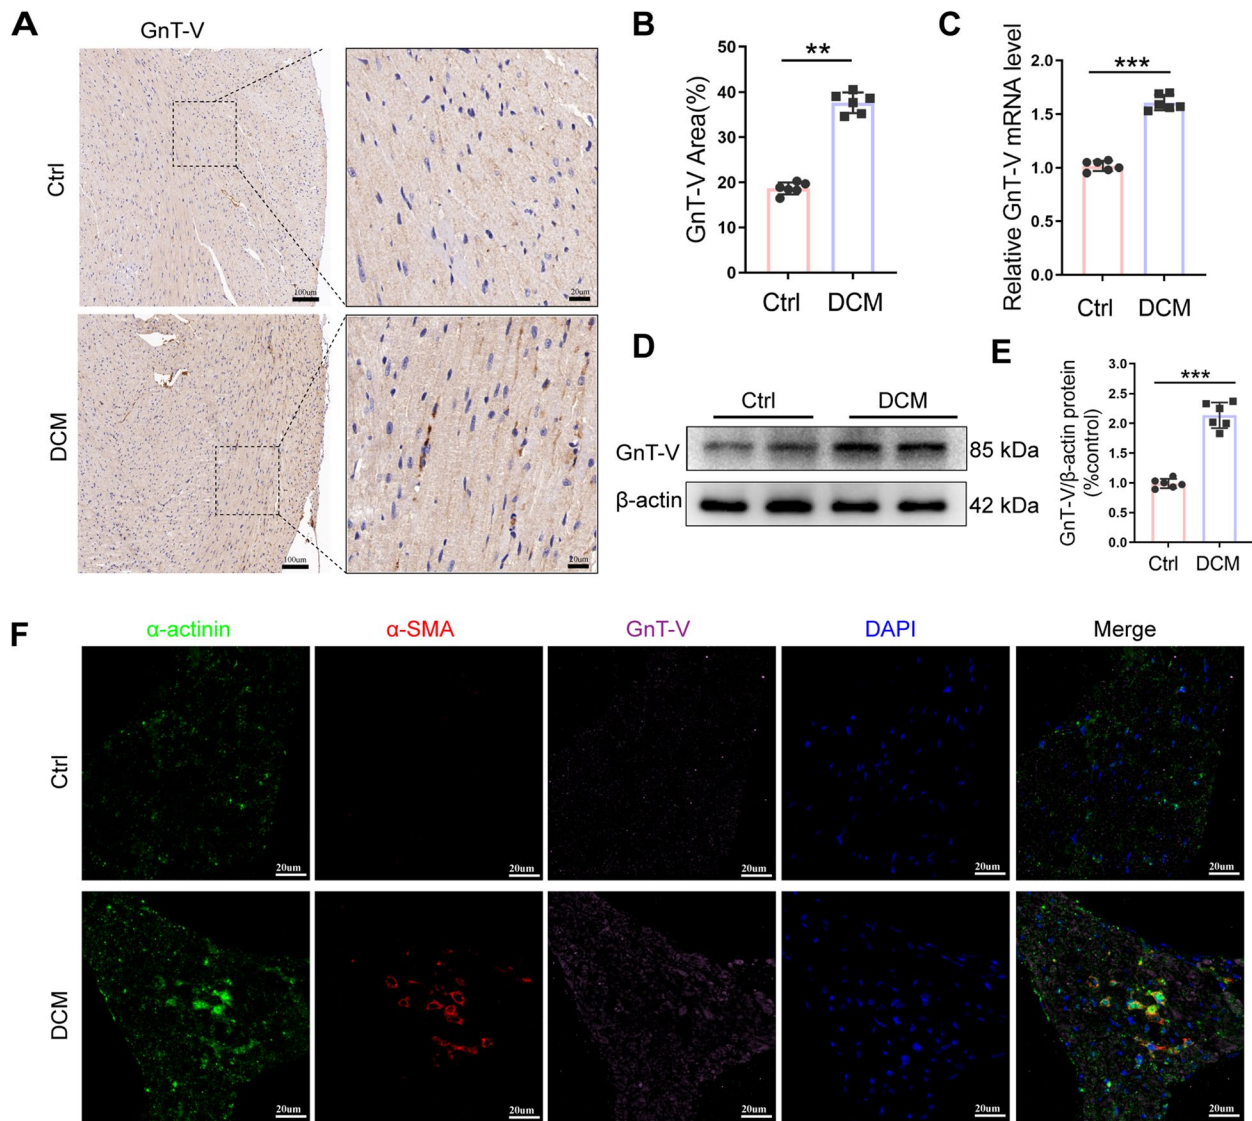 A
GnT-V
Ctrl
100um
20um
DCM
100um
20um
B
GnT-V Area(%)
50
40
30
20
10
0
**
Ctrl DCM
C
Relative GnT-V mRNA level
2.0
1.5
1.0
0.5
0.0
***
Ctrl DCM
D
Ctrl DCM
GnT-V 85 kDa
β-actin 42 kDa
E
GnT-V/β-actin protein
(%control)
3.0
2.5
2.0
1.5
1.0
0.5
0.0
***
Ctrl DCM
F
α-actinin α-SMA GnT-V DAPI Merge
Ctrl
20um 20um 20um 20um 20um
DCM
20um 20um 20um 20um 20um